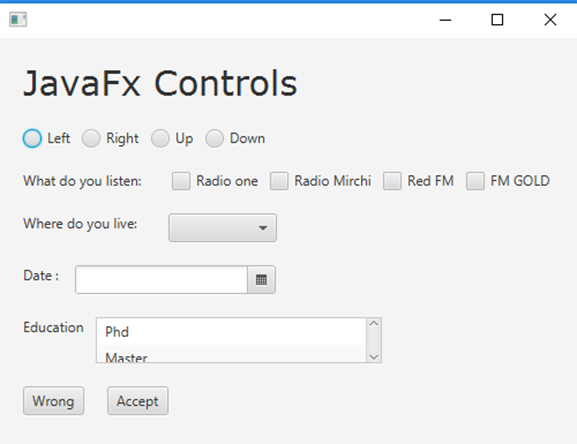 JavaFx Controls
Left Right Up Down
What do you listen: Radio one Radio Mirchi Red FM FM GOLD
Where do you live:
Date :
Education Phd
Master
Wrong Accept